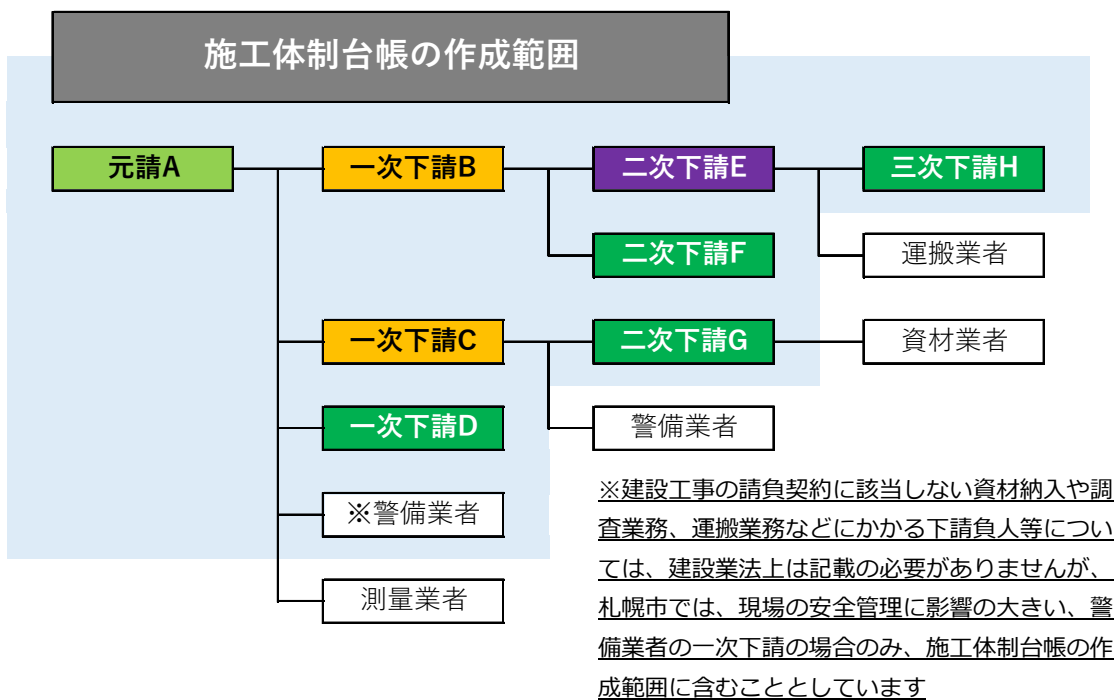 施工体制台帳の作成範囲
元請A
一次下請B
二次下請E
三次下請H
二次下請F
運搬業者
一次下請C
二次下請G
資材業者
一次下請D
警備業者
※警備業者
測量業者
※建設工事の請負契約に該当しない資材納入や調
査業務、運搬業務などにかかる下請負人等につい
ては、建設業法上は記載の必要がありませんが、
札幌市では、現場の安全管理に影響の大きい、警
備業者の一次下請の場合のみ、施工体制台帳の作
成範囲に含むこととしています